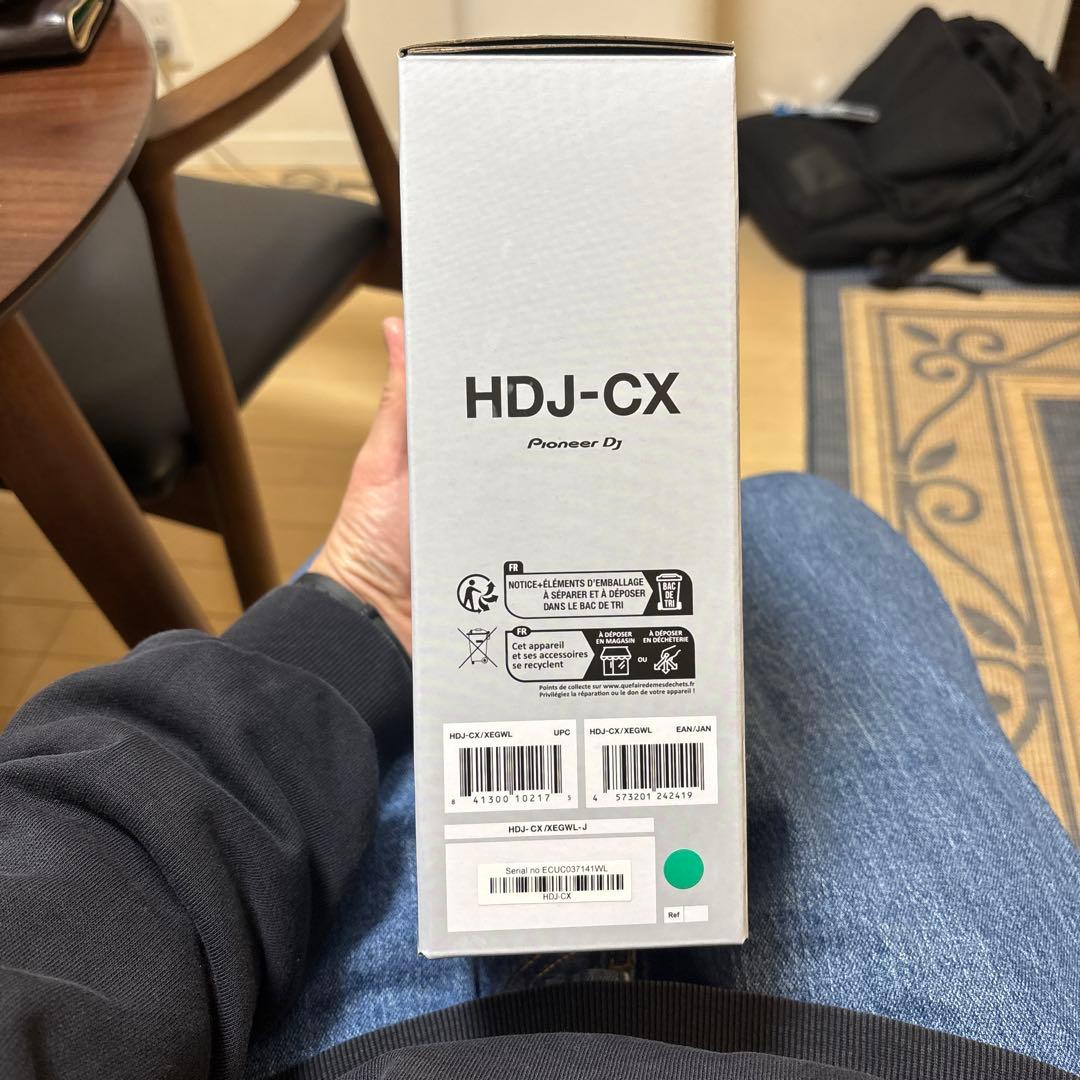 HDJ-CX
Pioneer Dj
FR
NOTICE+ÉLÉMENTS D'EMBALLAGE
À SÉPARER ET À DÉPOSER
DANS LE BAC DE TRI
BAC
DE
TRI
FR
Cet appareil
et ses accessoires
se recyclent
À DÉPOSER
EN MAGASIN
OU
À DÉPOSER
EN DÉCHÈTERIE
Points de collecte sur www.quefairedemesdechets.fr
Privilégiez la réparation ou le don de votre appareil !
HDJ-CX/XEGWL UPC
8 41300 10217 5
HDJ-CX/XEGWL EAN/JAN
4 573201 242419
HDJ-CX/XEGWL-J
Serial no ECUC037141WL
HDJ-CX
Ref